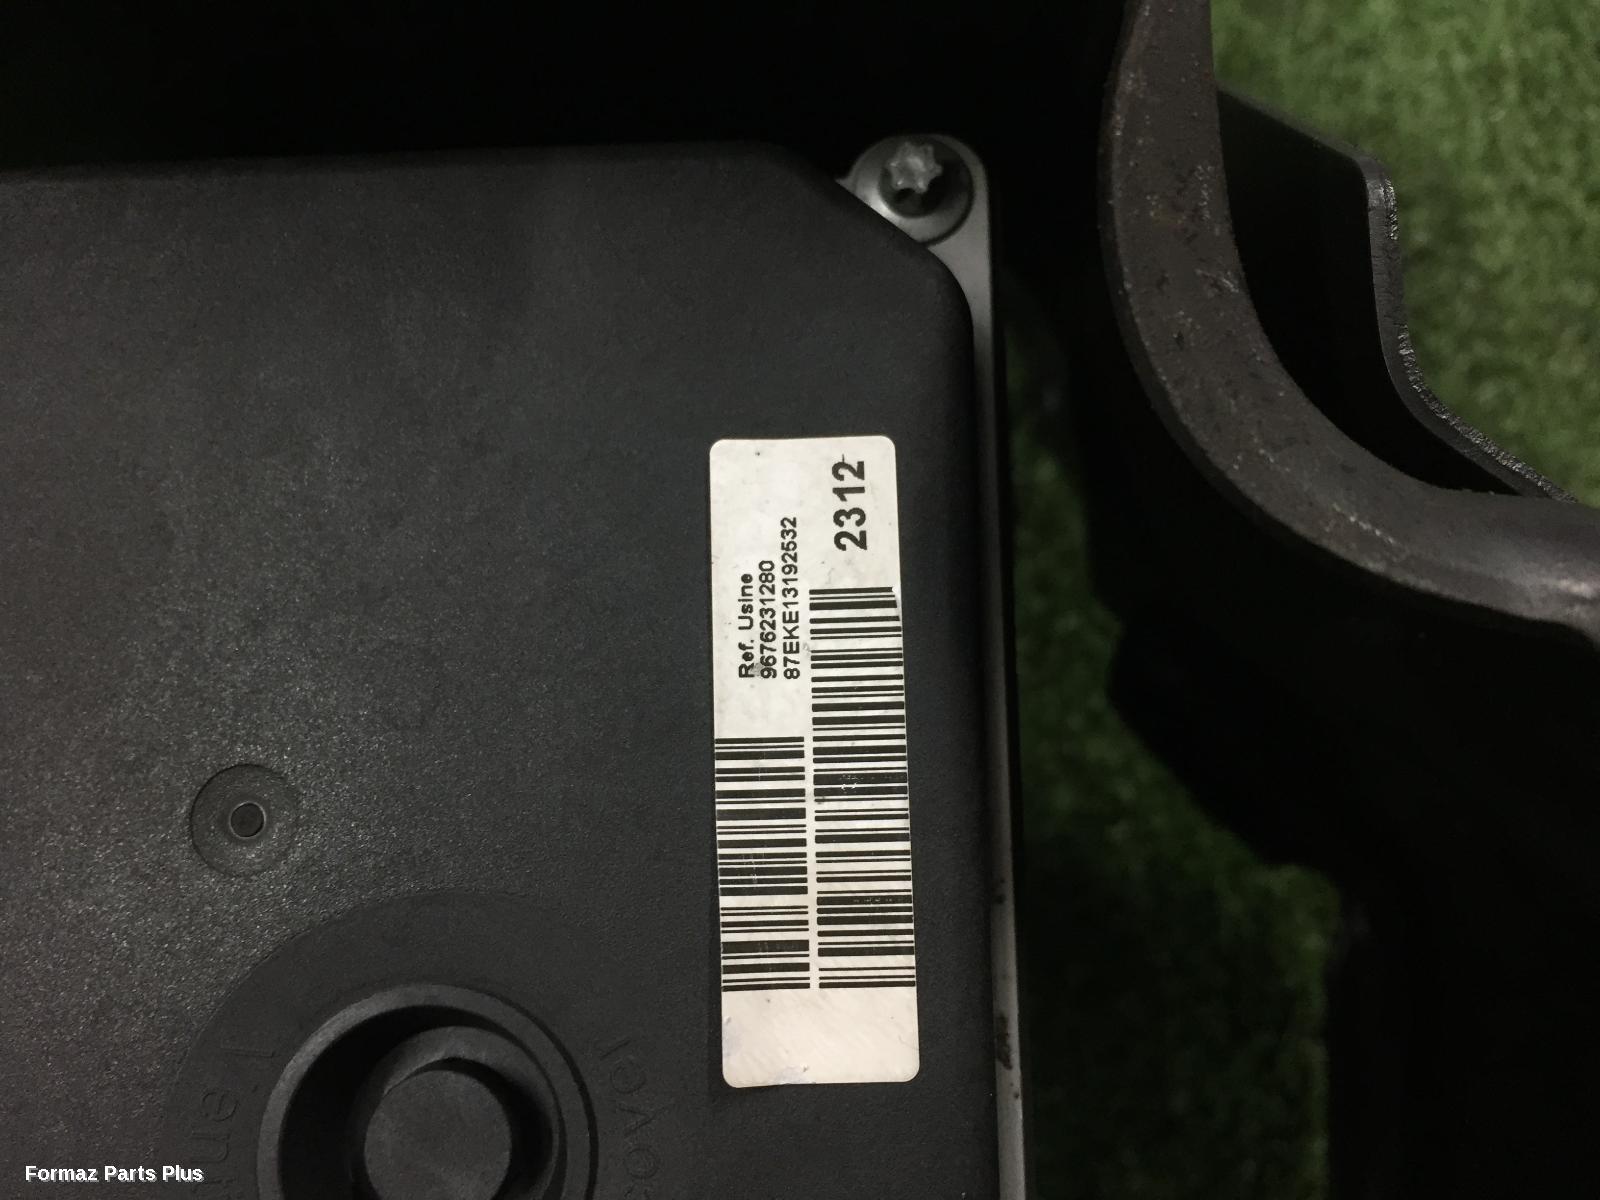 2312
Ref. Usine
9676231280
87EKE13192532
Formaz Parts Plus